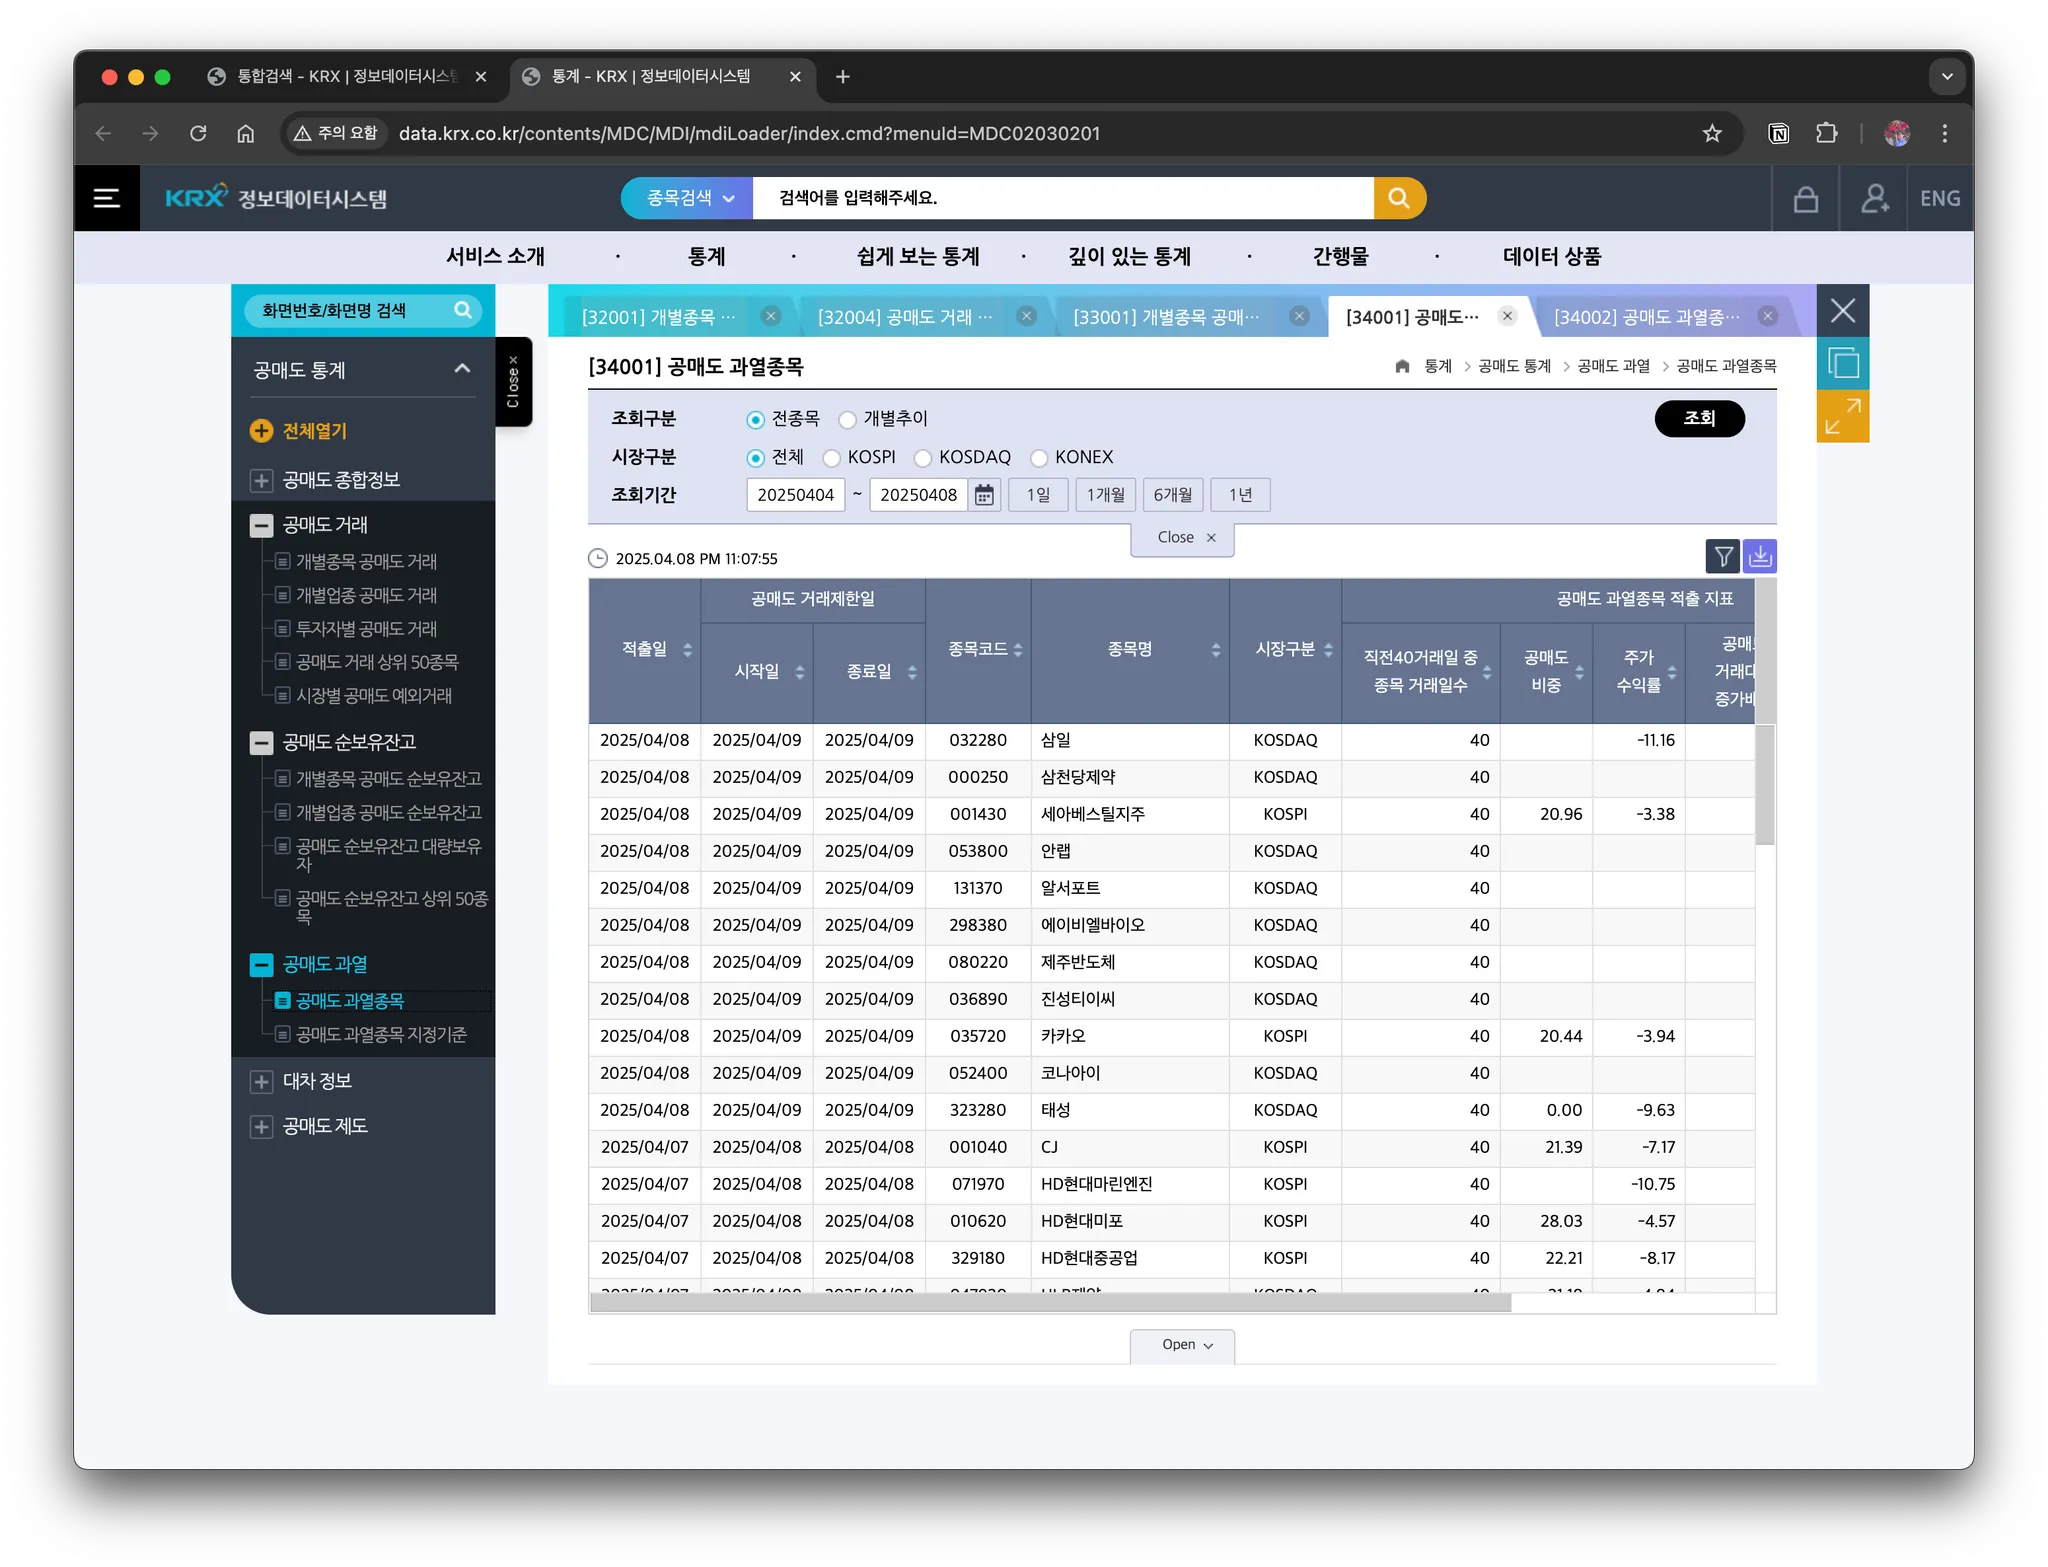 통합검색 - KRX | 정보데이터시스템
통계 - KRX | 정보데이터시스템
주의 요함
data.krx.co.kr/contents/MDC/MDI/mdiLoader/index.cmd?menuId=MDC02030201
KRX 정보데이터시스템
종목검색
검색어를 입력해주세요.
ENG
서비스 소개 · 통계 · 쉽게 보는 통계 · 깊이 있는 통계 · 간행물 · 데이터 상품
화면번호/화면명 검색
공매도 통계
전체열기
공매도 종합정보
공매도 거래
개별종목 공매도 거래
개별업종 공매도 거래
투자자별 공매도 거래
공매도 거래 상위 50종목
시장별 공매도 예외거래
공매도 순보유잔고
개별종목 공매도 순보유잔고
개별업종 공매도 순보유잔고
공매도 순보유잔고 대량보유
자
공매도 순보유잔고 상위 50종
목
공매도 과열
공매도 과열종목
공매도 과열종목 지정기준
대차 정보
공매도 제도
Close ×
[32001] 개별종목 ···
[32004] 공매도 거래 ···
[33001] 개별종목 공매···
[34001] 공매도···
[34002] 공매도 과열종···
[34001] 공매도 과열종목
통계 > 공매도 통계 > 공매도 과열 > 공매도 과열종목
조회구분 전종목 개별추이 조회
시장구분 전체 KOSPI KOSDAQ KONEX
조회기간 20250404 ~ 20250408 1일 1개월 6개월 1년
Close ×
2025.04.08 PM 11:07:55
적출일 공매도 거래제한일 종목코드 종목명 시장구분 공매도 과열종목 적출 지표
시작일 종료일
직전40거래일 중
종목 거래일수
공매도
비중
주가
수익률
2025/04/08 2025/04/09 2025/04/09 032280 삼일 KOSDAQ 40 -11.16
2025/04/08 2025/04/09 2025/04/09 000250 삼천당제약 KOSDAQ 40
2025/04/08 2025/04/09 2025/04/09 001430 세아베스틸지주 KOSPI 40 20.96 -3.38
2025/04/08 2025/04/09 2025/04/09 053800 안랩 KOSDAQ 40
2025/04/08 2025/04/09 2025/04/09 131370 알서포트 KOSDAQ 40
2025/04/08 2025/04/09 2025/04/09 298380 에이비엘바이오 KOSDAQ 40
2025/04/08 2025/04/09 2025/04/09 080220 제주반도체 KOSDAQ 40
2025/04/08 2025/04/09 2025/04/09 036890 진성티이씨 KOSDAQ 40
2025/04/08 2025/04/09 2025/04/09 035720 카카오 KOSPI 40 20.44 -3.94
2025/04/08 2025/04/09 2025/04/09 052400 코나아이 KOSDAQ 40
2025/04/08 2025/04/09 2025/04/09 323280 태성 KOSDAQ 40 0.00 -9.63
2025/04/07 2025/04/08 2025/04/08 001040 CJ KOSPI 40 21.39 -7.17
2025/04/07 2025/04/08 2025/04/08 071970 HD현대마린엔진 KOSPI 40 -10.75
2025/04/07 2025/04/08 2025/04/08 010620 HD현대미포 KOSPI 40 28.03 -4.57
2025/04/07 2025/04/08 2025/04/08 329180 HD현대중공업 KOSPI 40 22.21 -8.17
Open